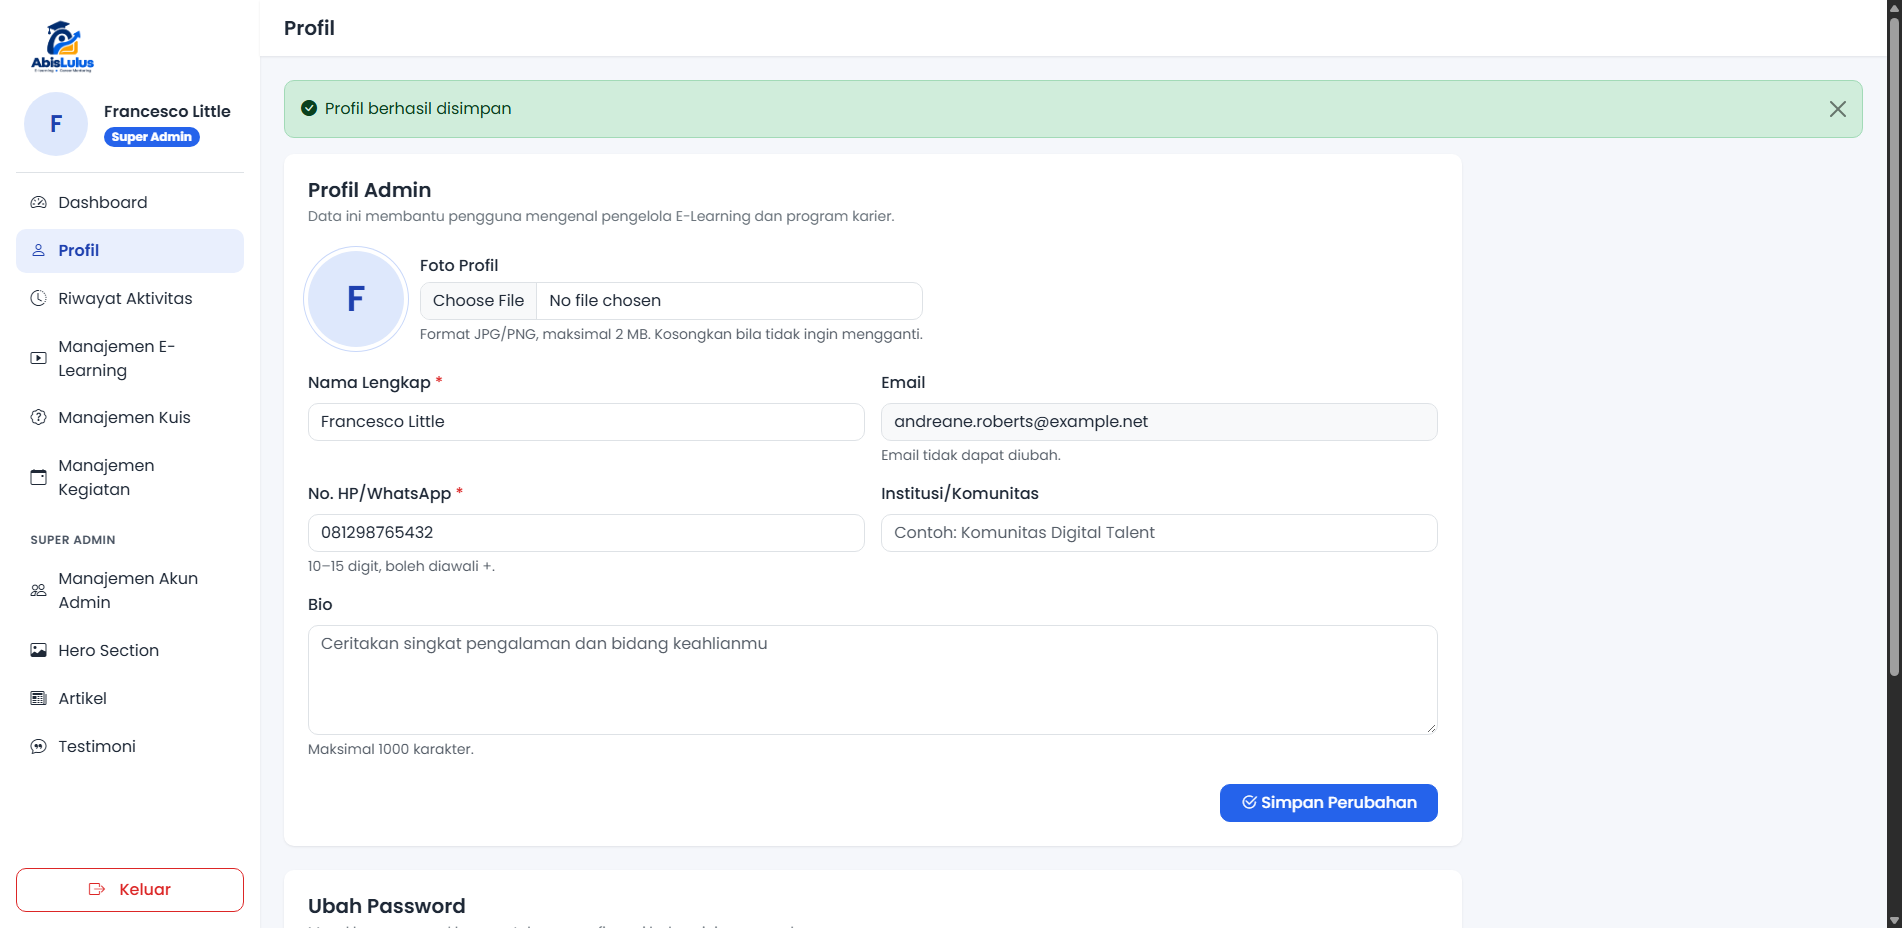 AbisLulus
Profil
F
Francesco Little
Super Admin
Dashboard
Profil
Riwayat Aktivitas
Manajemen E-
Learning
Manajemen Kuis
Manajemen
Kegiatan
SUPER ADMIN
Manajemen Akun
Admin
Hero Section
Artikel
Testimoni
Keluar
Profil berhasil disimpan
Profil Admin
Data ini membantu pengguna mengenal pengelola E-Learning dan program karier.
F
Foto Profil
Choose File No file chosen
Format JPG/PNG, maksimal 2 MB. Kosongkan bila tidak ingin mengganti.
Nama Lengkap *
Francesco Little
Email
andreane.roberts@example.net
Email tidak dapat diubah.
No. HP/WhatsApp *
081298765432
10–15 digit, boleh diawali +.
Institusi/Komunitas
Contoh: Komunitas Digital Talent
Bio
Ceritakan singkat pengalaman dan bidang keahlianmu
Maksimal 1000 karakter.
Simpan Perubahan
Ubah Password